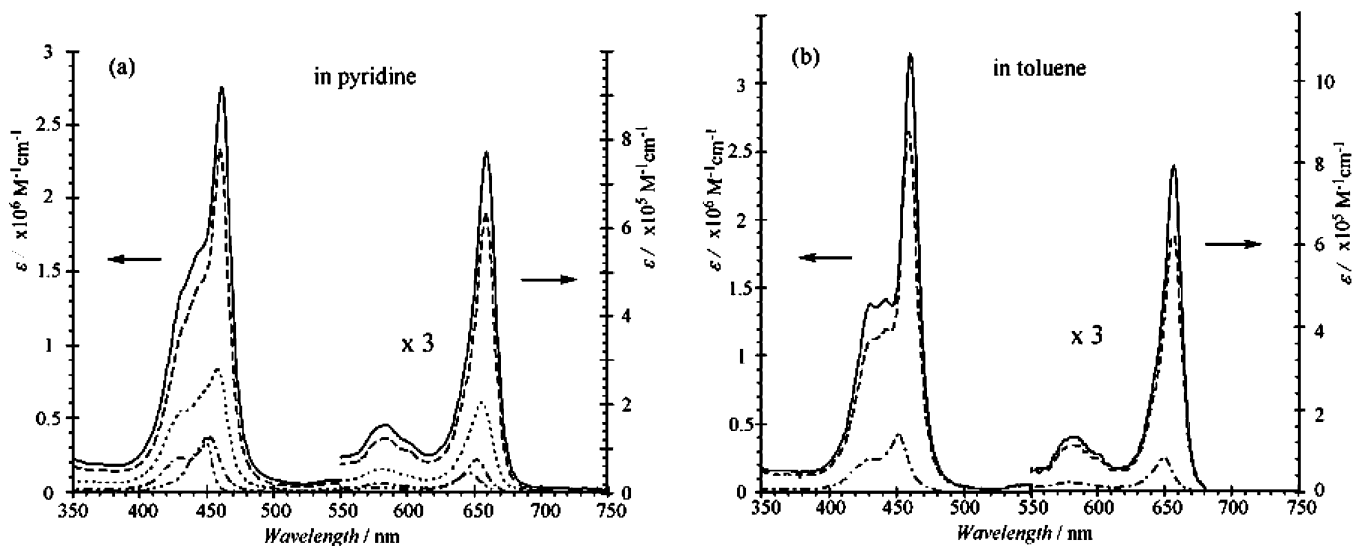 (a)
in pyridine
3
2.5
2
1.5
1
0.5
0
ε / x10⁶ M⁻¹cm⁻¹
x 3
8
6
4
2
0
ε / x10⁵ M⁻¹cm⁻¹
350 400 450 500 550 600 650 700 750
Wavelength / nm
(b)
in toluene
3
2.5
2
1.5
1
0.5
0
ε / x10⁶ M⁻¹cm⁻¹
x 3
10
8
6
4
2
0
ε / x10⁵ M⁻¹cm⁻¹
350 400 450 500 550 600 650 700 750
Wavelength / nm